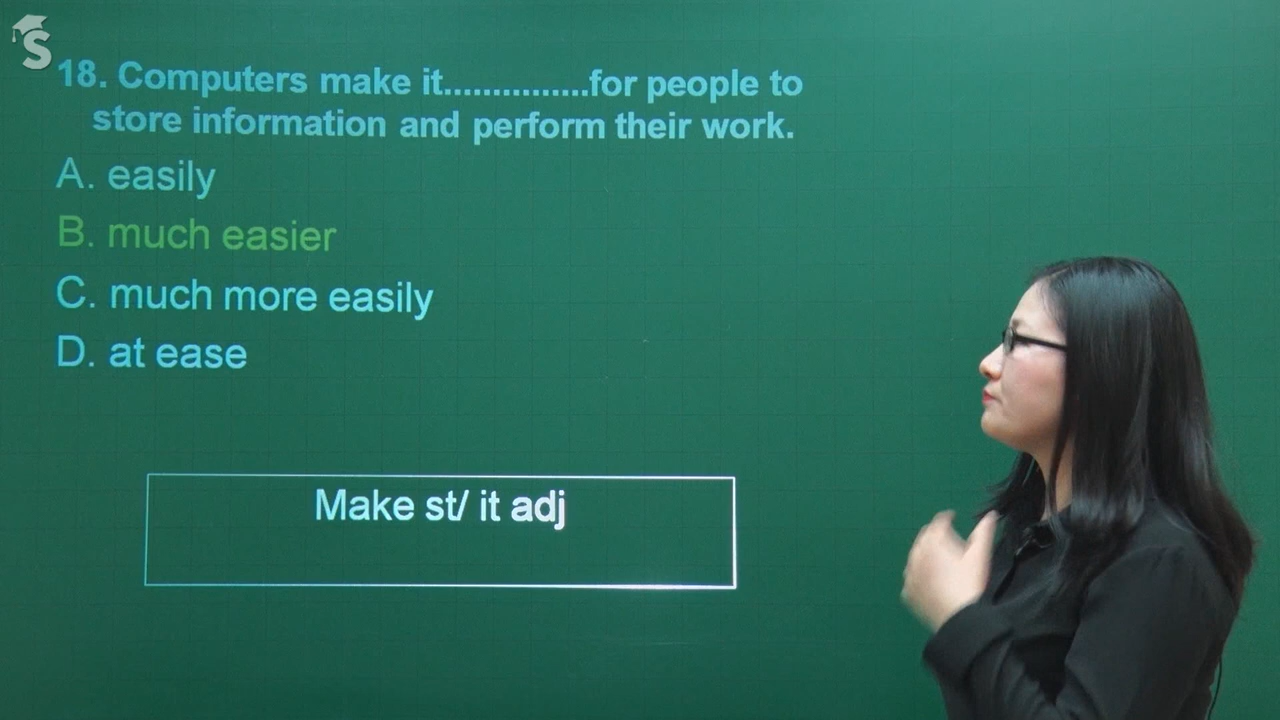 S
18. Computers make it...............for people to
store information and perform their work.
A. easily
B. much easier
C. much more easily
D. at ease
Make st/ it adj